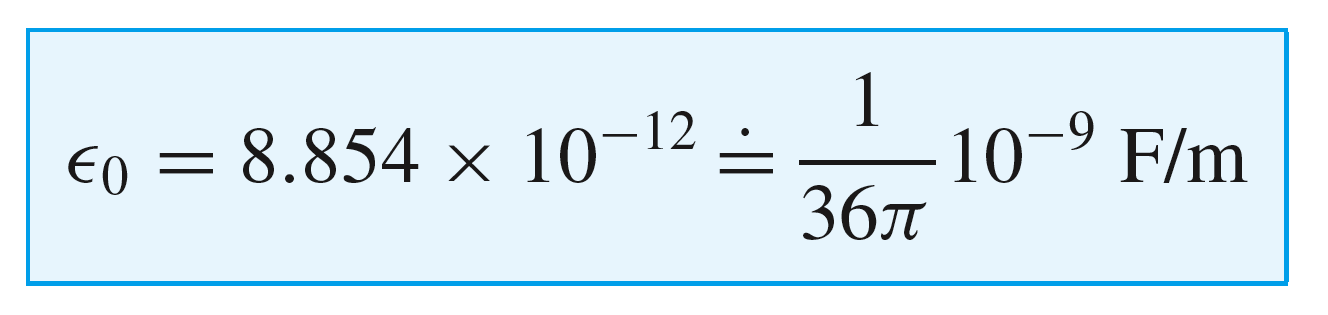 ϵ₀ = 8.854 × 10⁻¹² ≐ 1/36π 10⁻⁹ F/m